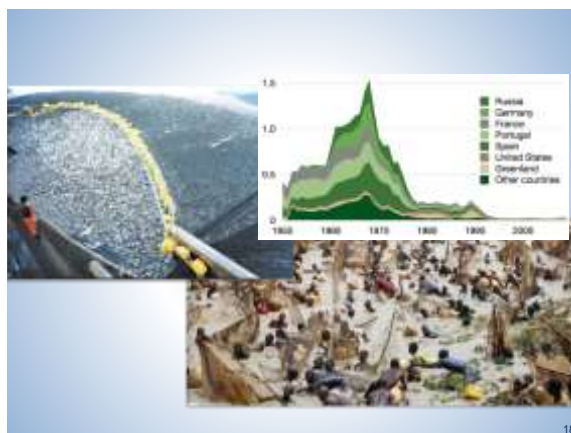 1.5
1.0
0.5
0
Russia
Germany
France
Portugal
Spain
United States
Greenland
Other countries
1950 1960 1970 1980 1990 2000
18